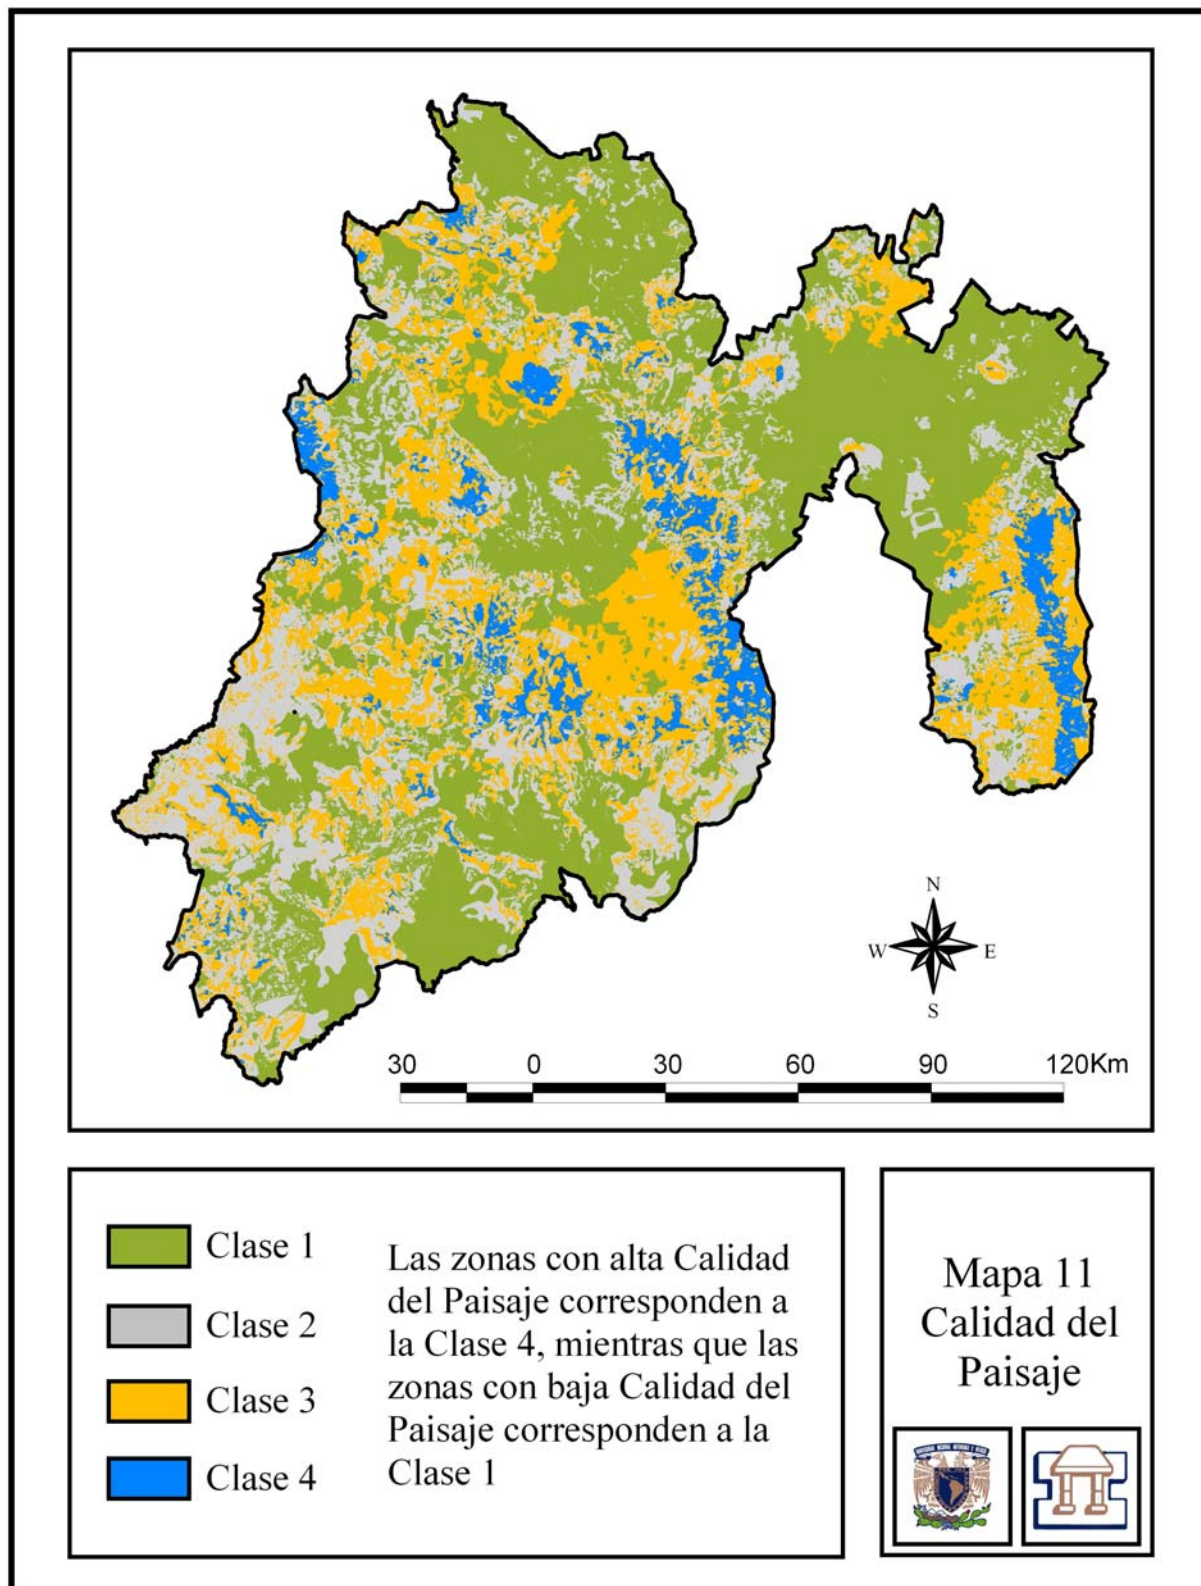 N
W E
S
30 0 30 60 90 120Km
Clase 1
Clase 2
Clase 3
Clase 4
Las zonas con alta Calidad
del Paisaje corresponden a
la Clase 4, mientras que las
zonas con baja Calidad del
Paisaje corresponden a la
Clase 1
Mapa 11
Calidad del
Paisaje